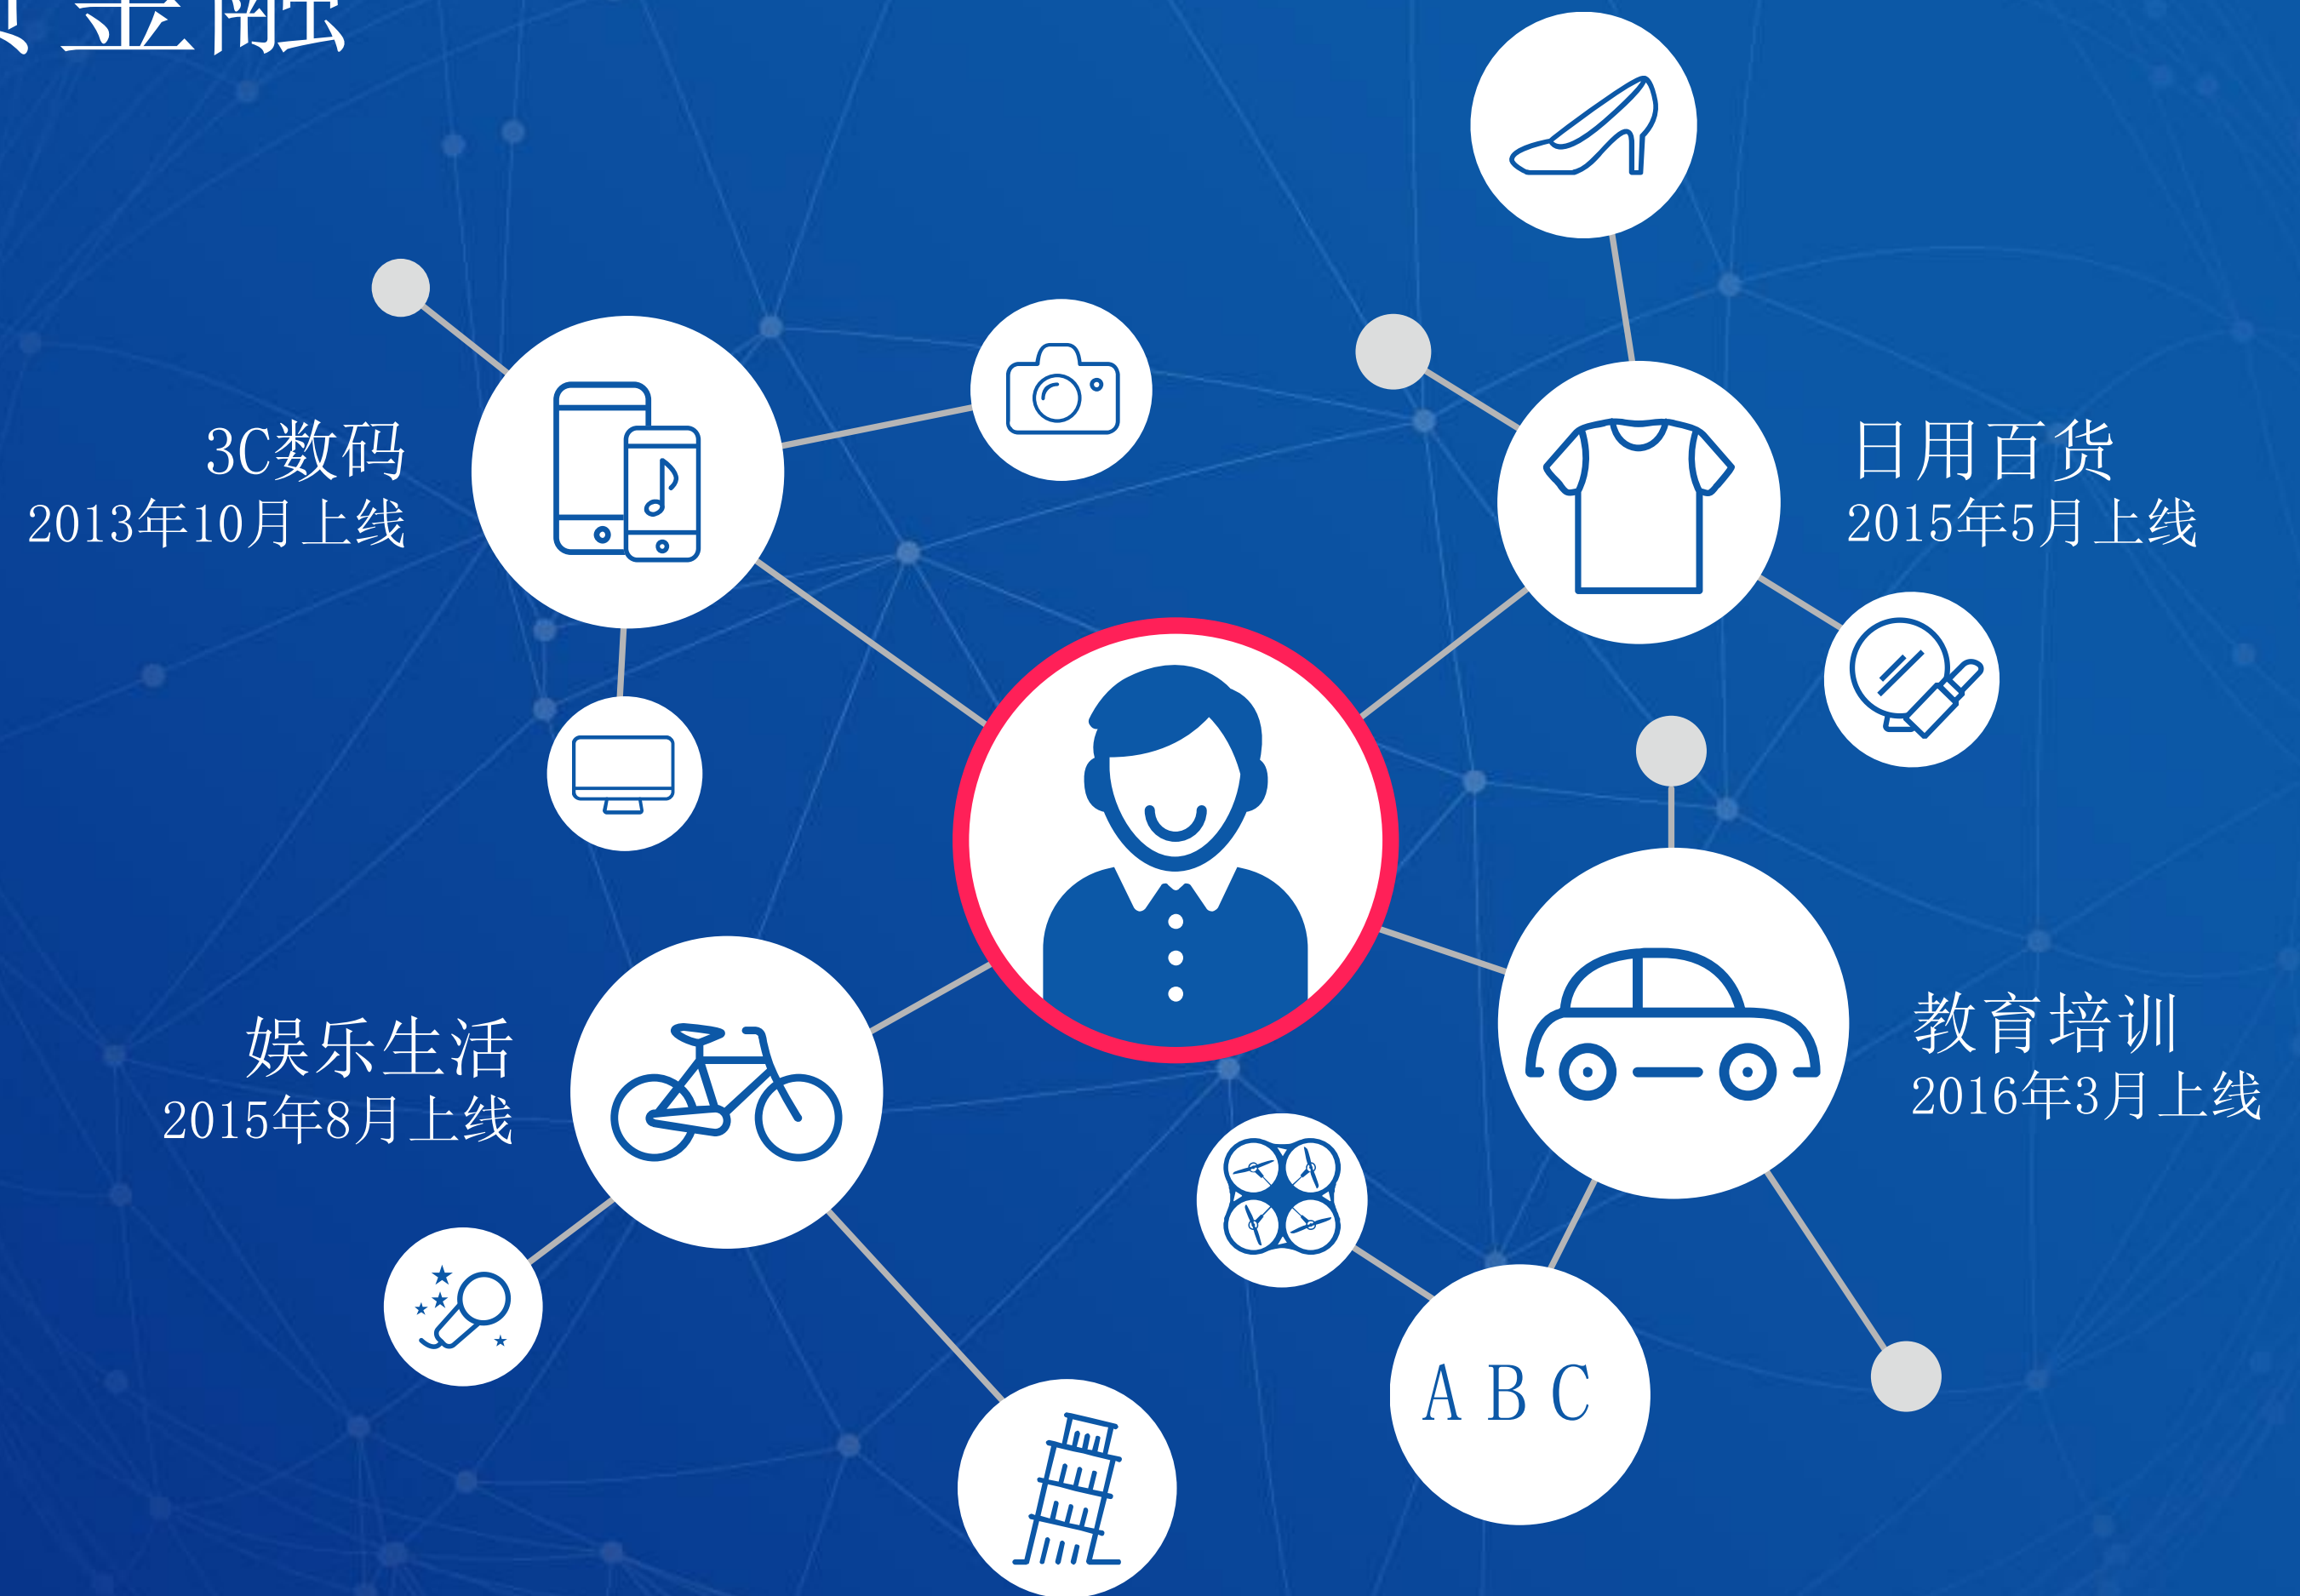 金融
3C数码
2013年10月上线
日用百货
2015年5月上线
娱乐生活
2015年8月上线
教育培训
2016年3月上线
A B C